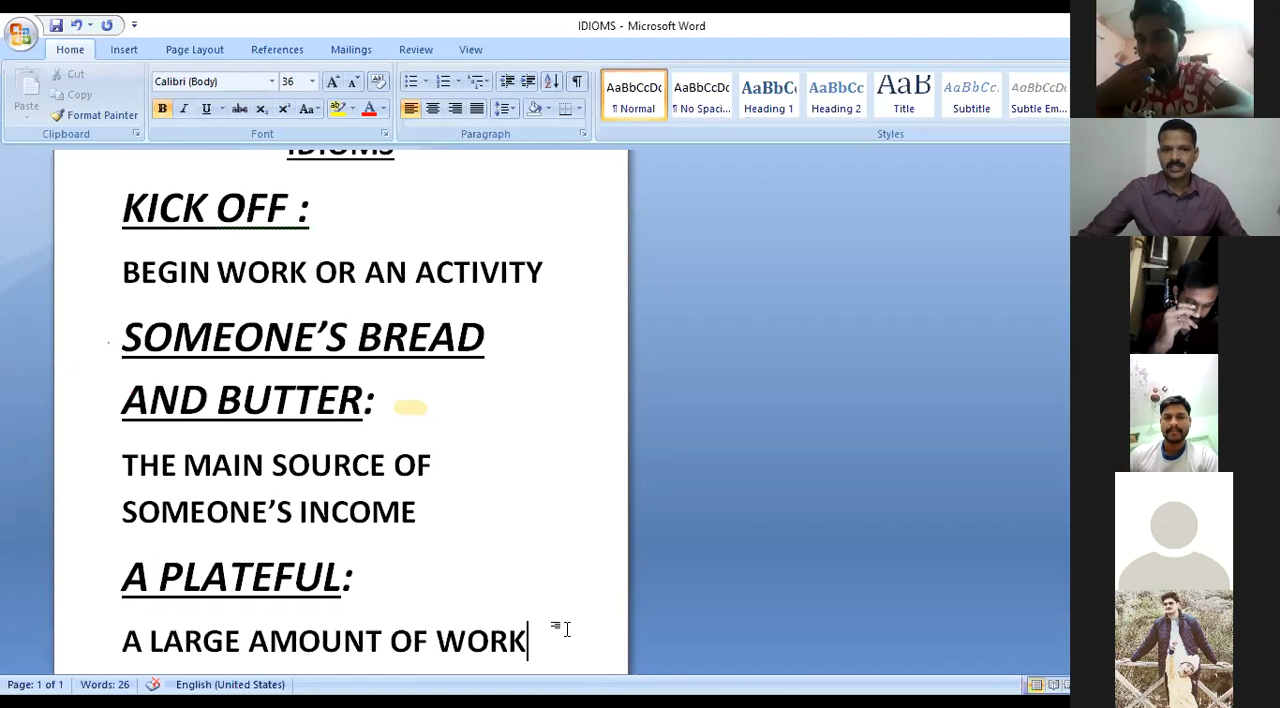 IDIOMS - Microsoft Word
Home Insert Page Layout References Mailings Review View
Cut
Copy
Paste
Format Painter
Calibri (Body) 36
AaBbCcDc AaBbCcDc AaBbC AaBbCc AaB AaBbCc AaBbCcD
¶ Normal ¶ No Spaci... Heading 1 Heading 2 Title Subtitle Subtle Em...
Clipboard Font Paragraph Styles
IDIOMS
KICK OFF :
BEGIN WORK OR AN ACTIVITY
SOMEONE’S BREAD
AND BUTTER:
THE MAIN SOURCE OF
SOMEONE’S INCOME
A PLATEFUL:
A LARGE AMOUNT OF WORK
Page: 1 of 1 Words: 26 English (United States)